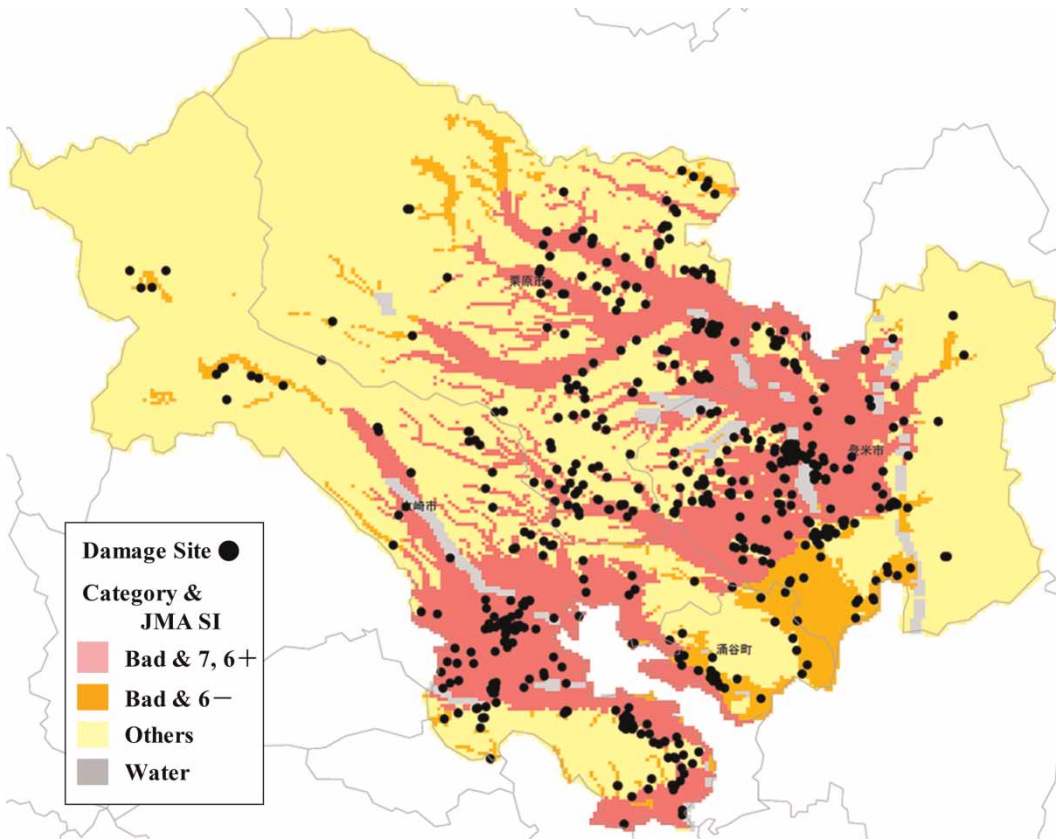 栗原市
登米市
大崎市
涌谷町
Damage Site
Category &
JMA SI
Bad & 7, 6+
Bad & 6−
Others
Water